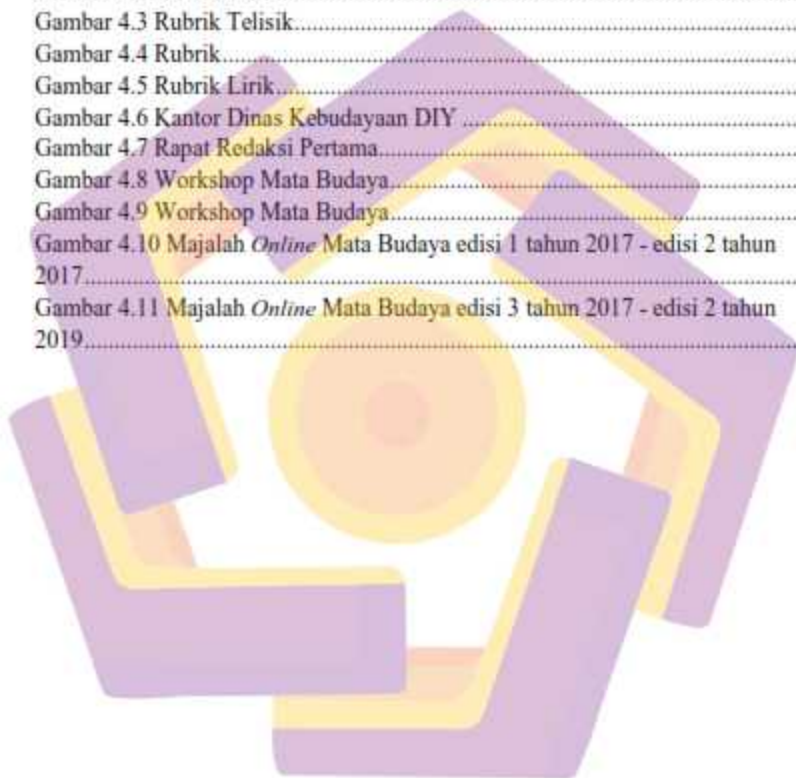 Gambar 4.3 Rubrik Telisik..........................................................................................
Gambar 4.4 Rubrik..........................................................................................
Gambar 4.5 Rubrik Lirik..........................................................................................
Gambar 4.6 Kantor Dinas Kebudayaan DIY ..........................................................................................
Gambar 4.7 Rapat Redaksi Pertama..........................................................................................
Gambar 4.8 Workshop Mata Budaya..........................................................................................
Gambar 4.9 Workshop Mata Budaya..........................................................................................
Gambar 4.10 Majalah Online Mata Budaya edisi 1 tahun 2017 - edisi 2 tahun
2017..........................................................................................
Gambar 4.11 Majalah Online Mata Budaya edisi 3 tahun 2017 - edisi 2 tahun
2019..........................................................................................